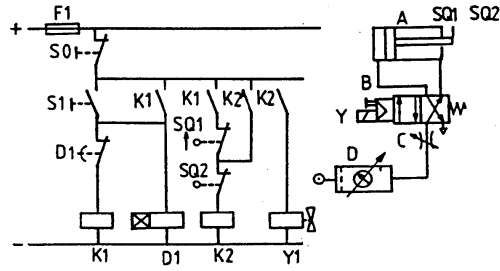 F1
A SQ1 SQ2
+
S0
B
S1 K1 K1 K2 K2
Y
SQ1
C
D1
D
SQ2
-
K1 D1 K2 Y1